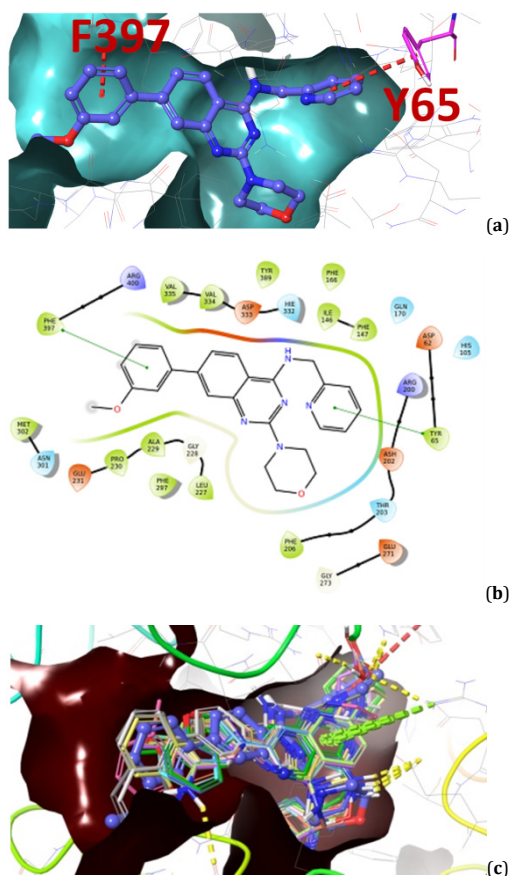 F397
Y65
(a)
ARG
400
VAL
335
VAL
334
TYR
389
ASP
333
HIE
332
PHE
166
ILE
146
PHE
147
GLN
170
ASP
62
HIS
105
PHE
397
ARG
200
TYR
65
ASH
202
THR
203
MET
302
ASN
301
GLU
231
PRO
230
ALA
229
GLY
228
PHE
297
LEU
227
PHE
206
GLU
271
GLY
273
H
N
N
N
N
N
O
O
(b)
(c)